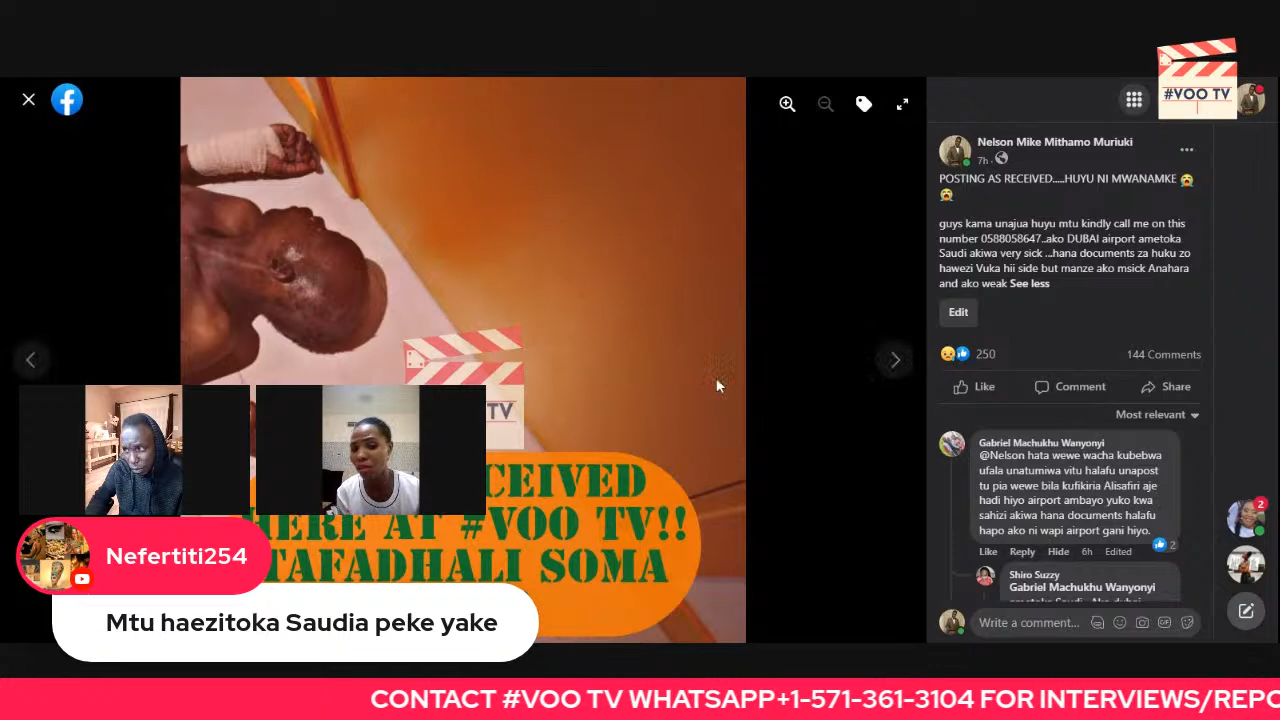 #VOO TV
Nelson Mike Mithamo Muriuki
7h
POSTING AS RECEIVED.....HUYU NI MWANAMKE
guys kama unajua huyu mtu kindly call me on this
number 0588058647..ako DUBAI airport ametoka
Saudi akiwa very sick ...hana documents za huku zo
hawezi Vuka hii side but manze ako msick Anahara
and ako weak See less
Edit
250
144 Comments
Like Comment Share
Most relevant
Gabriel Machukhu Wanyonyi
@Nelson hata wewe wacha kubebwa
ufala unatumiwa vitu halafu unapost
tu pia wewe bila kufikiria Alisafiri aje
hadi hiyo airport ambayo yuko kwa
sahizi akiwa hana documents halafu
hapo ako ni wapi airport gani hiyo.
2
Like Reply Hide 6h Edited
Shiro Suzzy
Gabriel Machukhu Wanyonyi
Write a comment...
GIF
2
TV
CEIVED
HERE AT #VOO TV!!
TAFADHALI SOMA
Nefertiti254
Mtu haezitoka Saudia peke yake
CONTACT #VOO TV WHATSAPP+1-571-361-3104 FOR INTERVIEWS/REPO